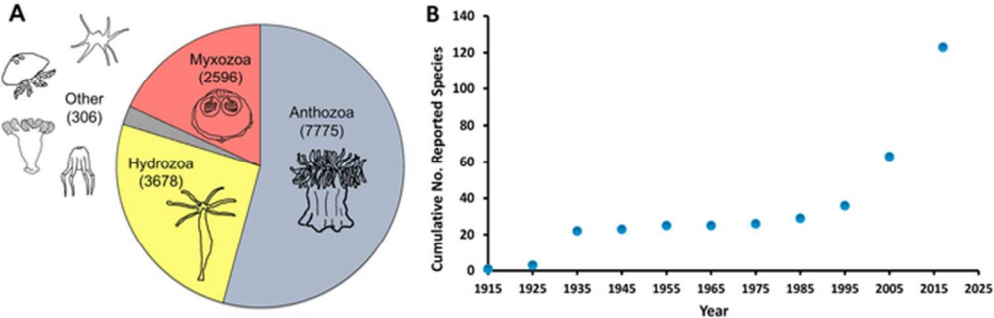 A
Myxozoa
(2596)
Other
(306)
Anthozoa
(7775)
Hydrozoa
(3678)
B
Cumulative No. Reported Species
140
120
100
80
60
40
20
0
1915 1925 1935 1945 1955 1965 1975 1985 1995 2005 2015 2025
Year